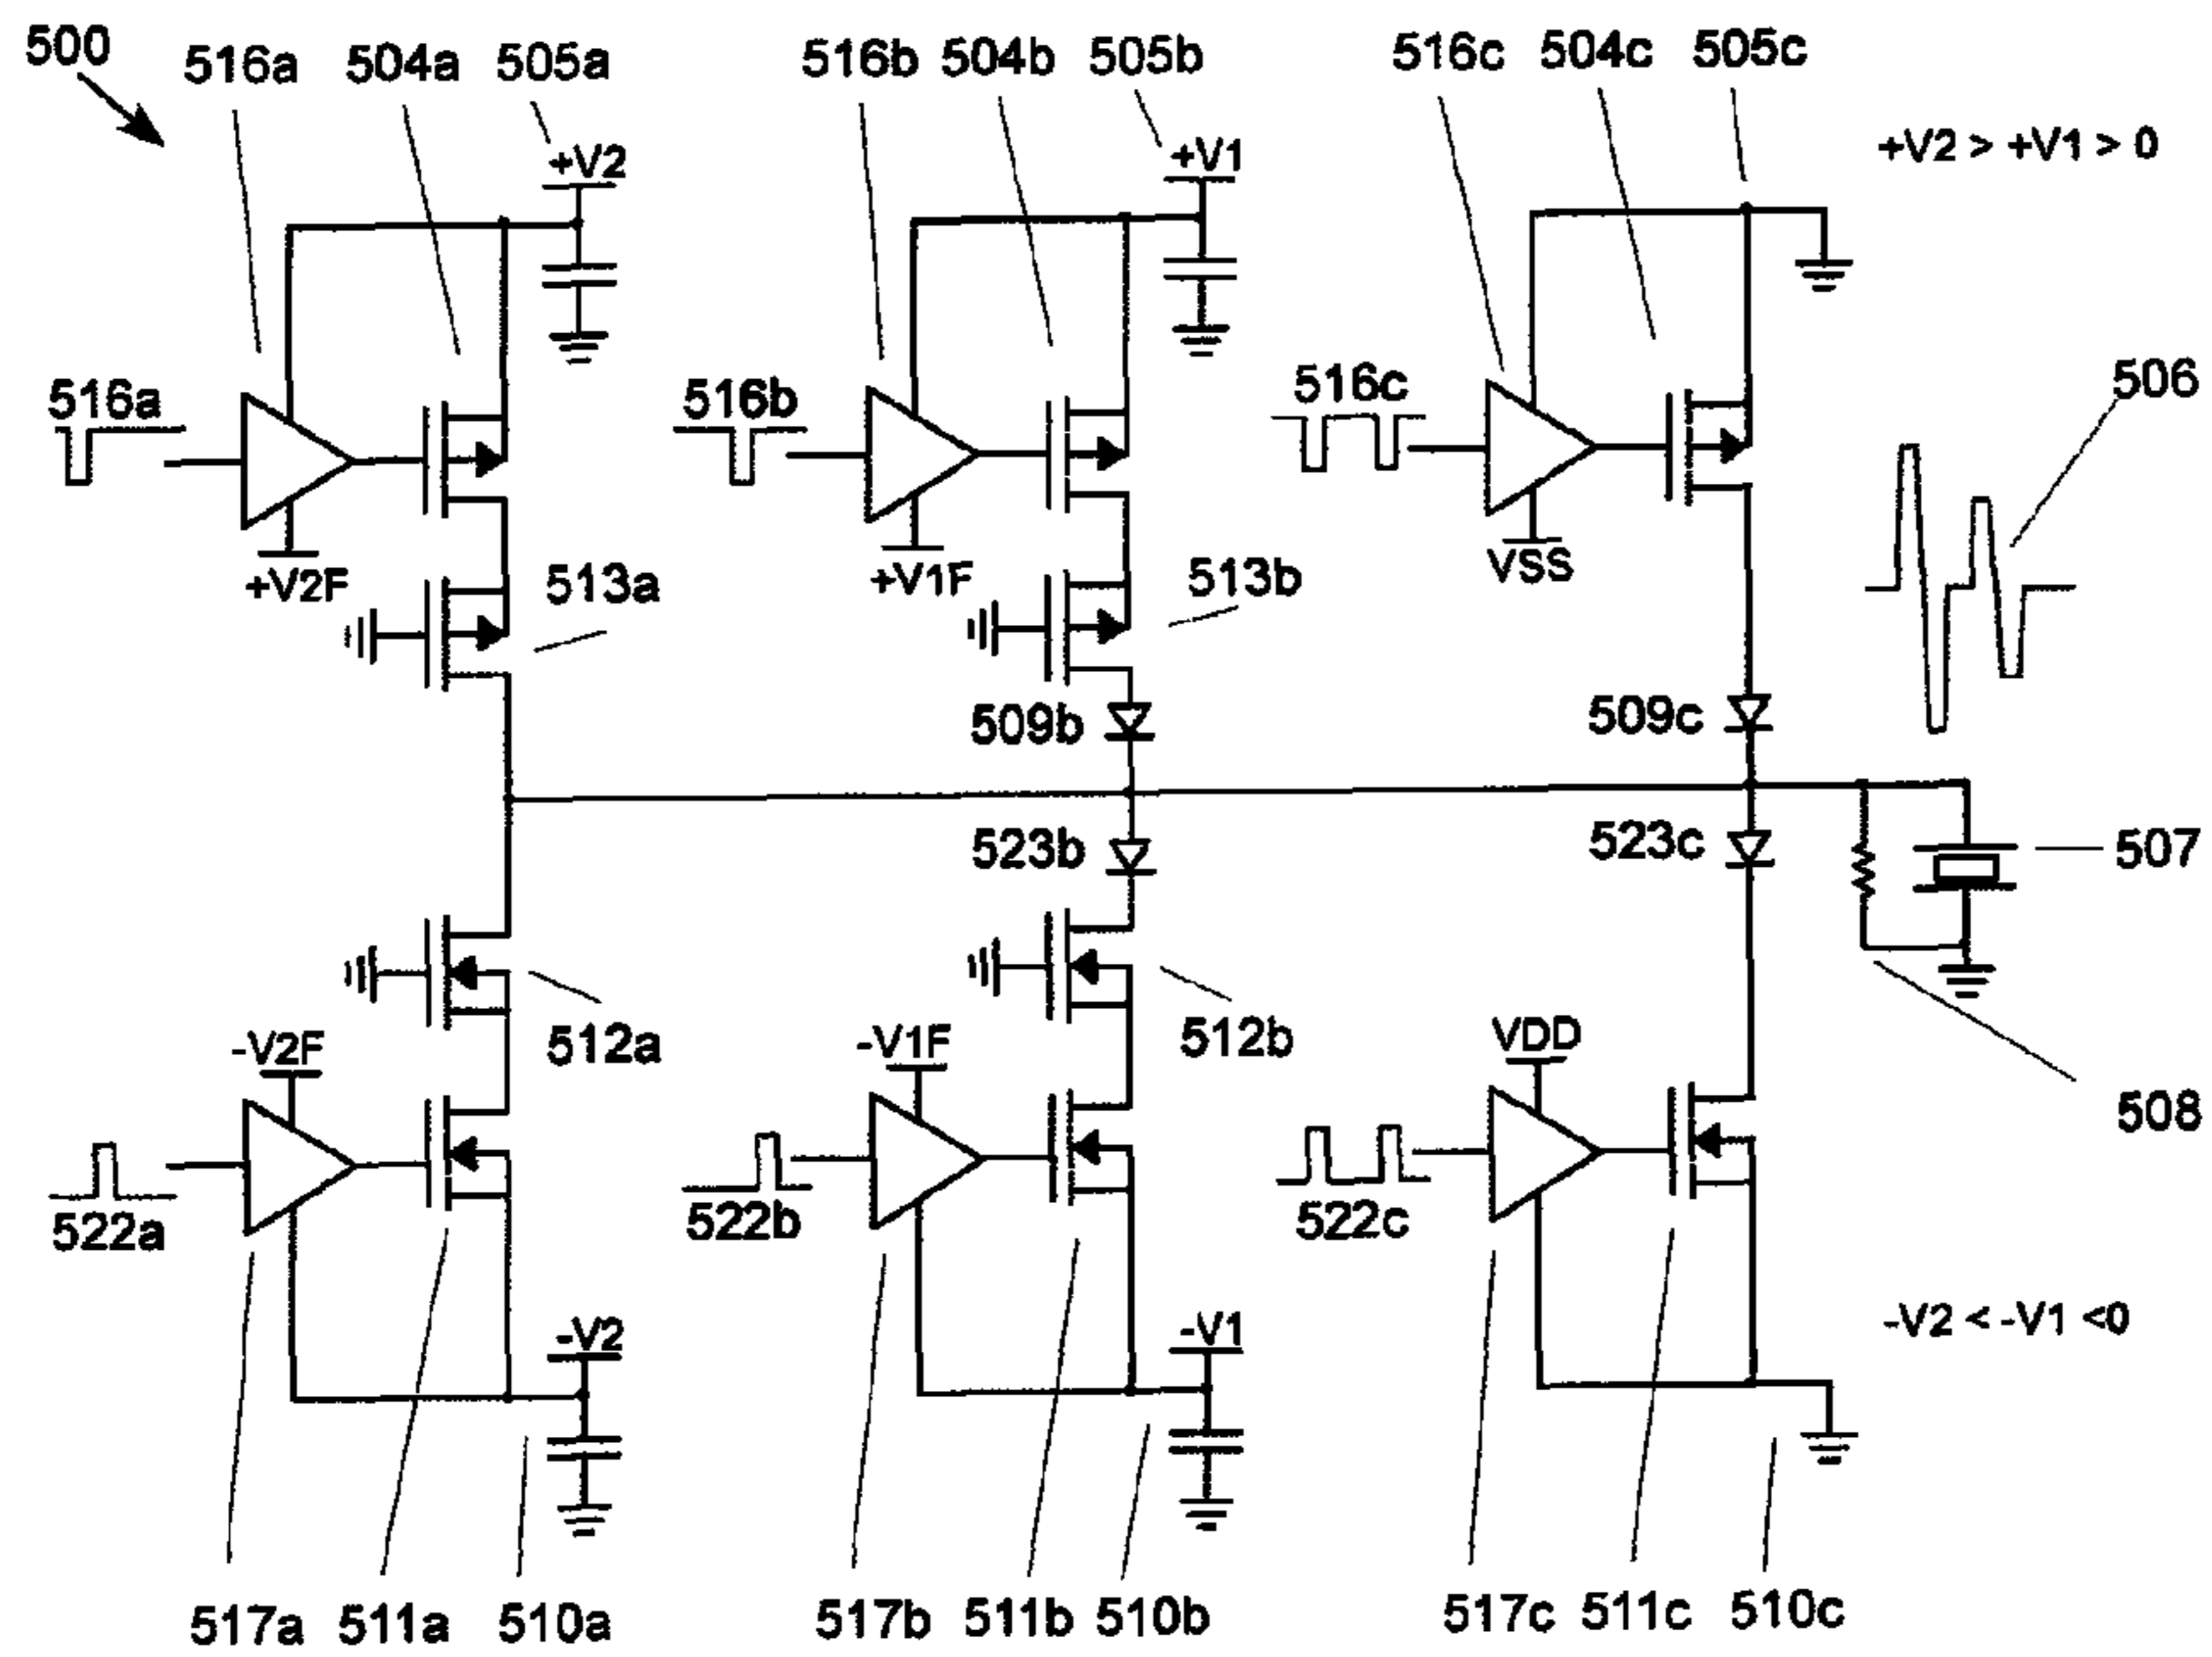 500
516a 504a 505a
516b 504b 505b
516c 504c 505c
+V2
+V1
+V2 > +V1 > 0
516a
516b
516c
506
+V2F
+V1F
VSS
513a
513b
509b
509c
523b
523c
507
512a
512b
-V2F
-V1F
VDD
508
522a
522b
522c
-V2
-V1
-V2 < -V1 <0
517a 511a 510a
517b 511b 510b
517c 511c 510c